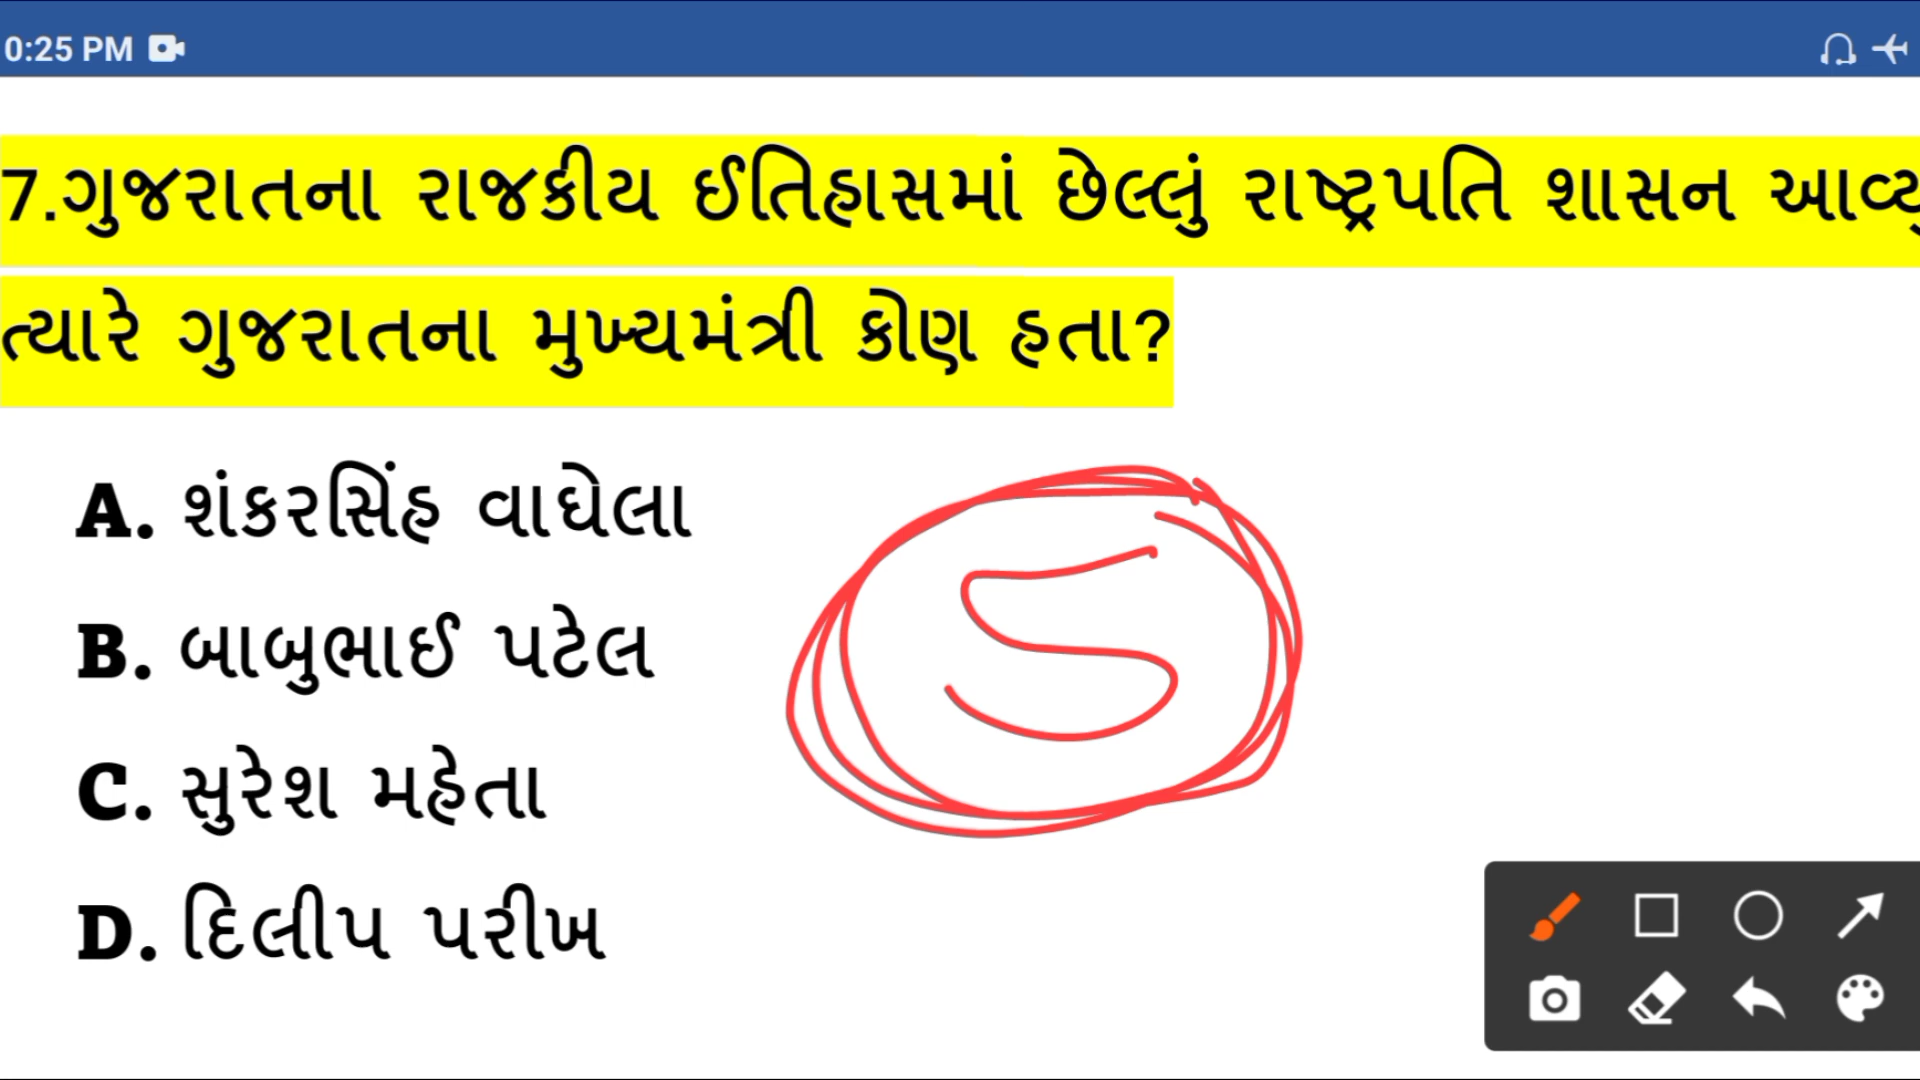 0:25 PM
7.ગુજરાતના રાજકીય ઈતિહાસમાં છેલ્લું રાષ્ટ્રપતિ શાસન આવ્યુ
ત્યારે ગુજરાતના મુખ્યમંત્રી કોણ હતા?
A. શંકરસિંહ વાઘેલા
B. બાબુભાઈ પટેલ
C. સુરેશ મહેતા
D. દિલીપ પરીખ
5